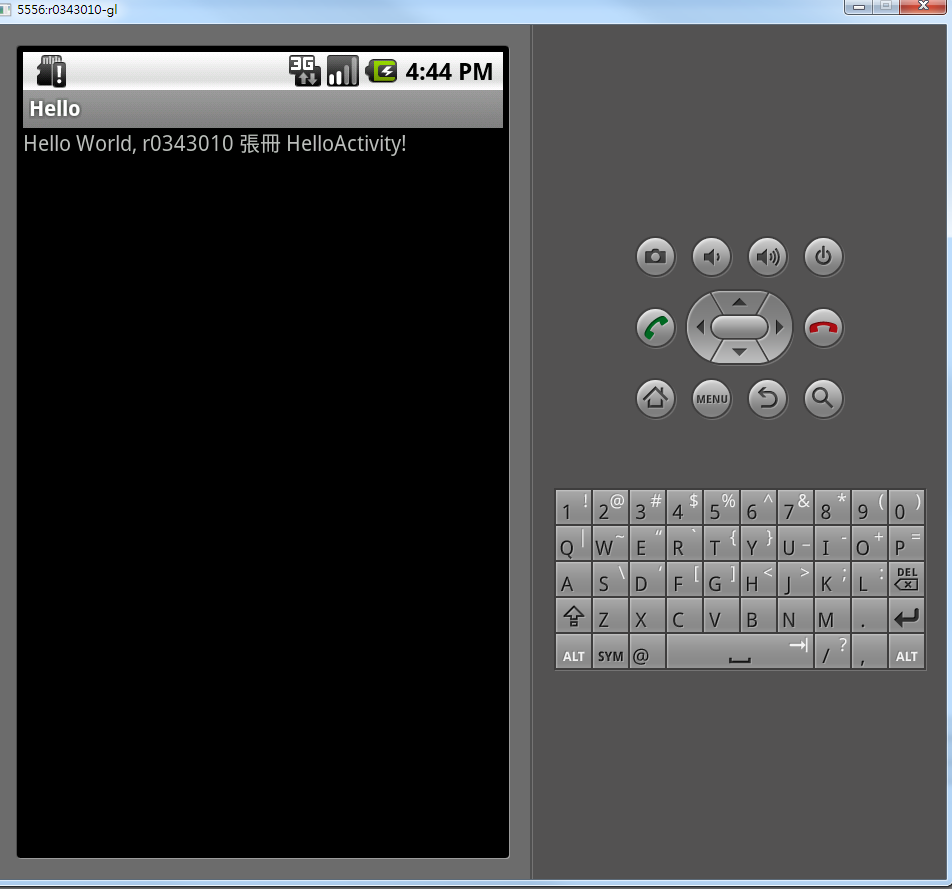 5556:r0343010-gl
3G
4:44 PM
Hello
Hello World, r0343010 張冊 HelloActivity!
MENU
1 ! 2 @ 3 # 4 $ 5 % 6 ^ 7 & 8 * 9 ( 0 )
Q | W ~ E “ R ` T { Y } U _ I - O + P =
A S \ D ‘ F [ G ] H < J > K ; L : DEL
Z X C V B N M .
ALT SYM @ / ? , ALT